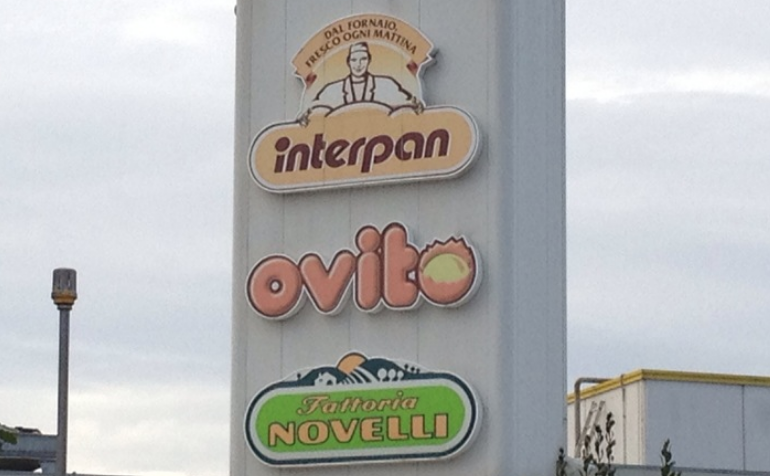 DAL FORNAIO,
FRESCO OGNI MATTINA
interpan
ovito
Fattoria
NOVELLI